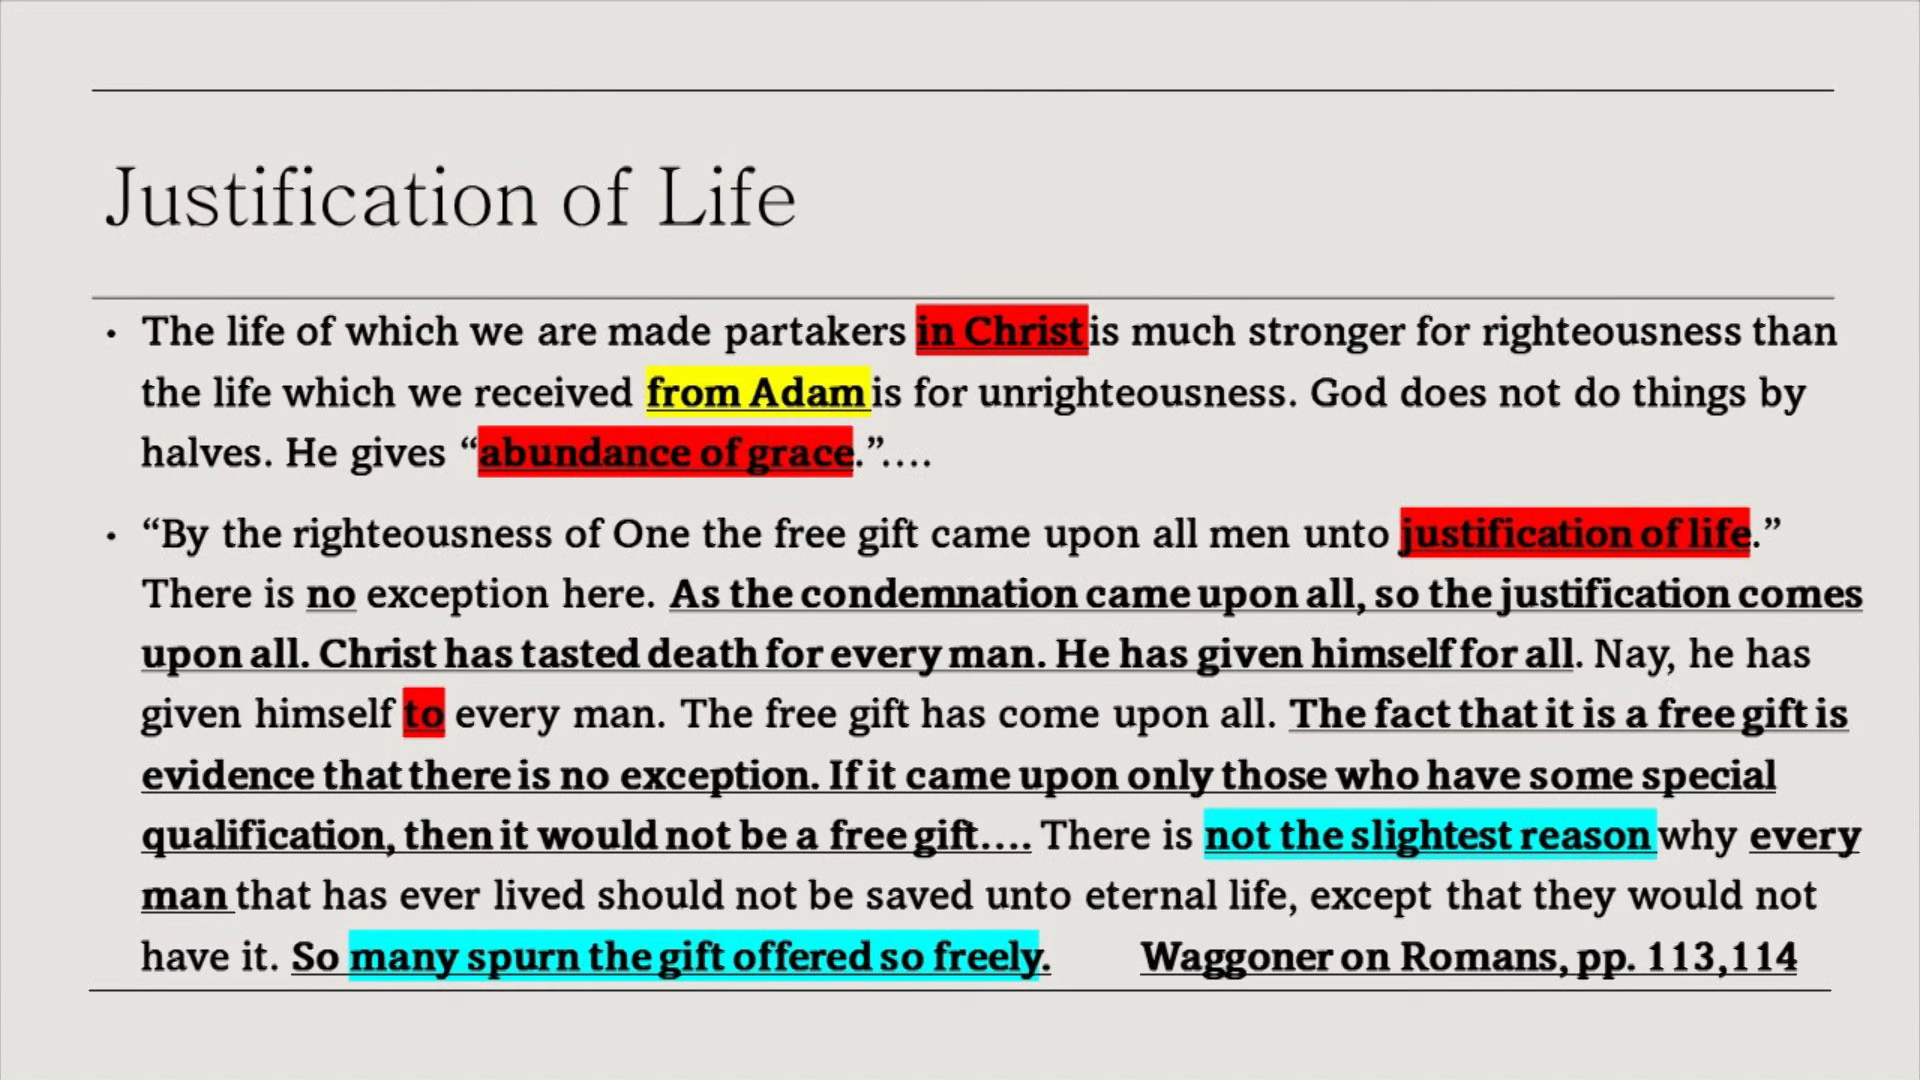 Justification of Life
• The life of which we are made partakers in Christ is much stronger for righteousness than
the life which we received from Adam is for unrighteousness. God does not do things by
halves. He gives “abundance of grace.”….
• “By the righteousness of One the free gift came upon all men unto justification of life.”
There is no exception here. As the condemnation came upon all, so the justification comes
upon all. Christ has tasted death for every man. He has given himself for all. Nay, he has
given himself to every man. The free gift has come upon all. The fact that it is a free gift is
evidence that there is no exception. If it came upon only those who have some special
qualification, then it would not be a free gift…. There is not the slightest reason why every
man that has ever lived should not be saved unto eternal life, except that they would not
have it. So many spurn the gift offered so freely. Waggoner on Romans, pp. 113,114